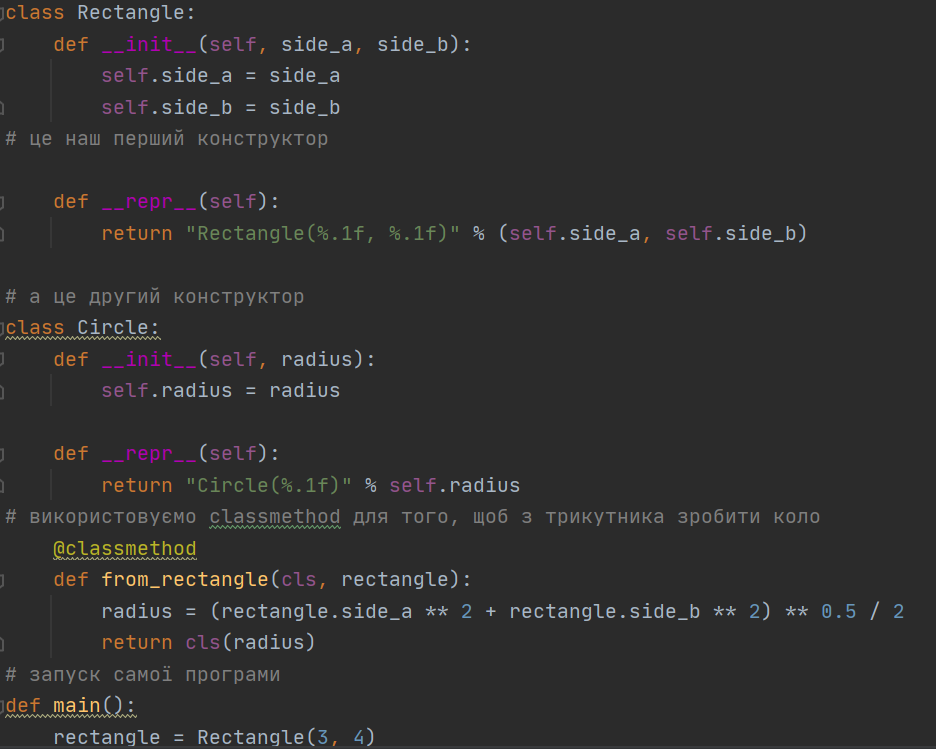 class Rectangle:
    def __init__(self, side_a, side_b):
        self.side_a = side_a
        self.side_b = side_b
# це наш перший конструктор
    def __repr__(self):
        return "Rectangle(%.1f, %.1f)" % (self.side_a, self.side_b)
# а це другий конструктор
class Circle:
    def __init__(self, radius):
        self.radius = radius
    def __repr__(self):
        return "Circle(%.1f)" % self.radius
# використовуємо classmethod для того, щоб з трикутника зробити коло
    @classmethod
    def from_rectangle(cls, rectangle):
        radius = (rectangle.side_a ** 2 + rectangle.side_b ** 2) ** 0.5 / 2
        return cls(radius)
# запуск самої програми
def main():
    rectangle = Rectangle(3, 4)